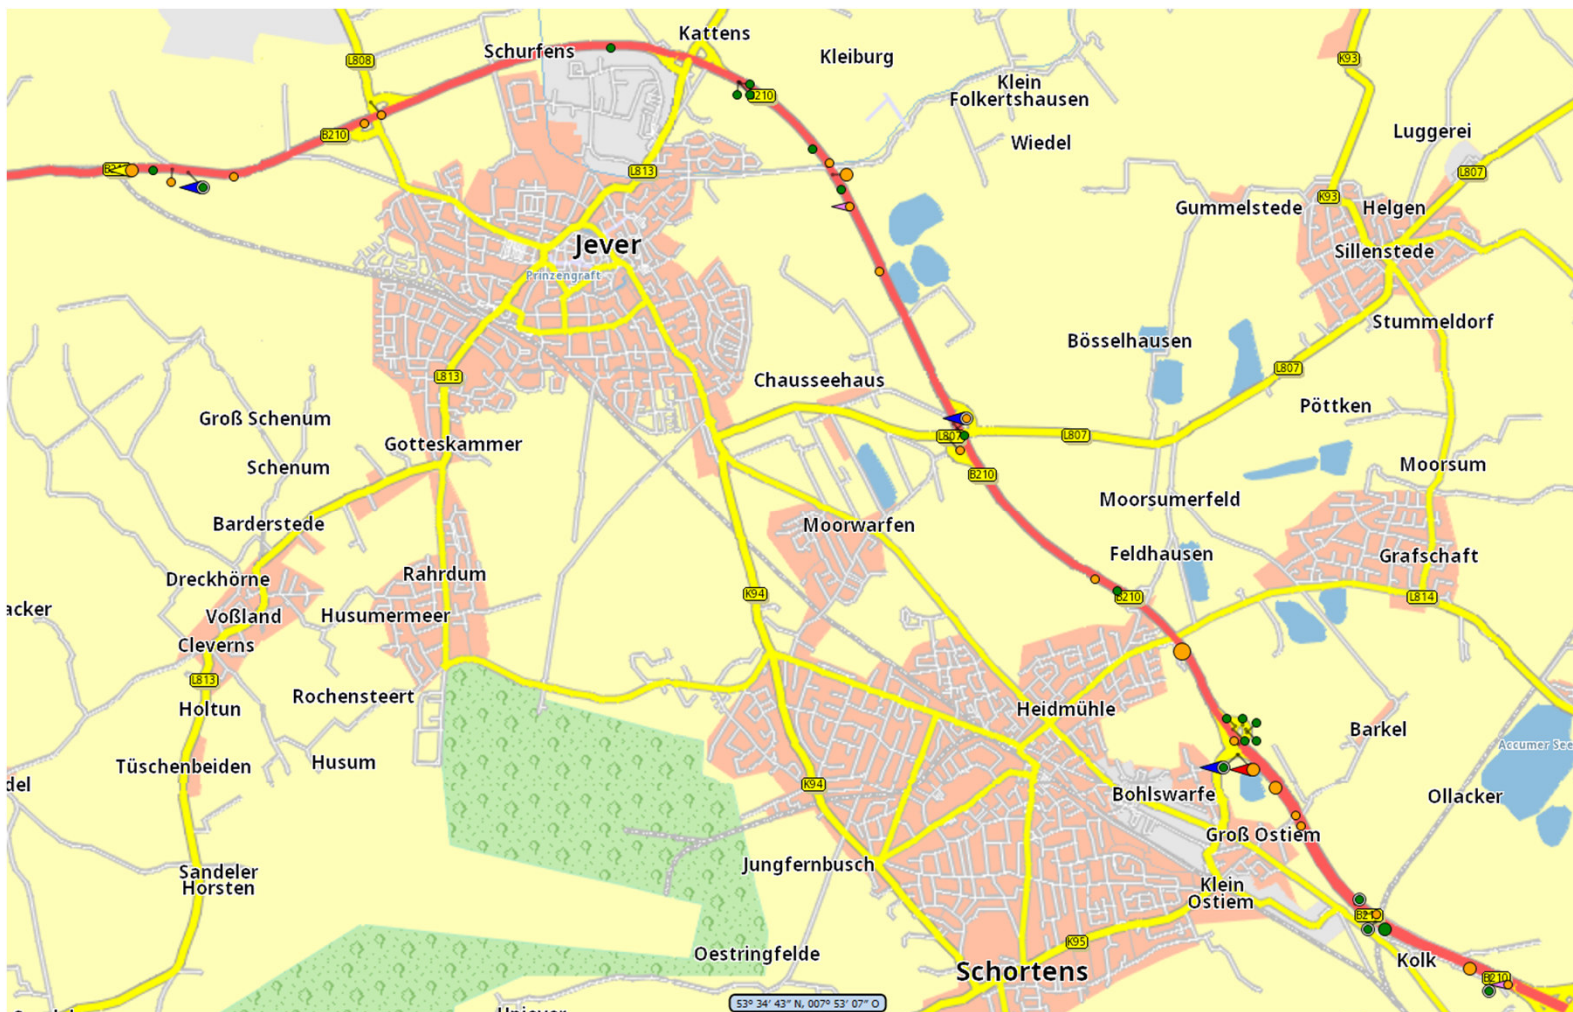 Kattens
Schurfens
Kleiburg
L808
K93
Klein
Folkertshausen
B210
Luggerei
B210
Wiedel
L813
L807
K93
Gummelstede
Helgen
Jever
Sillenstede
Prinzengraft
Stummeldorf
Bösselhausen
L807
L813
Chausseehaus
Pöttken
Groß Schenum
L807
L807
Gotteskammer
Schenum
Moorsum
B210
Moorsumerfeld
Barderstede
Moorwarfen
Feldhausen
Grafschaft
Dreckhörne
Rahrdum
K94
B210
L814
acker
Voßland
Husumermeer
Cleverns
L813
Rochensteert
Holtun
Heidmühle
Barkel
Accumer See
Husum
Tüschenbeiden
del
K94
Bohlswarfe
Ollacker
Groß Ostiem
Jungfernbusch
Sandeler
Horsten
Klein
Ostiem
K95
Oestringfelde
Kolk
Schortens
B210
53° 34′ 43″ N, 007° 53′ 07″ O